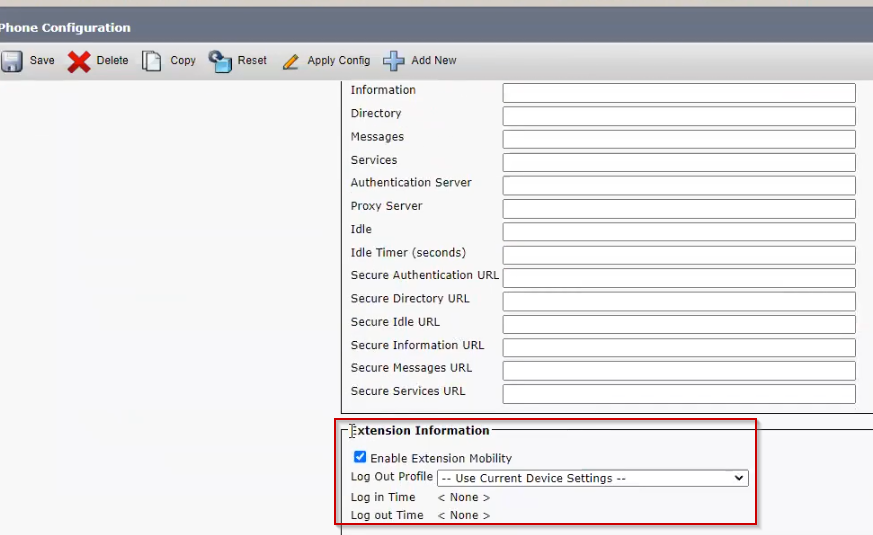 Phone Configuration
Save Delete Copy Reset Apply Config Add New
Information
Directory
Messages
Services
Authentication Server
Proxy Server
Idle
Idle Timer (seconds)
Secure Authentication URL
Secure Directory URL
Secure Idle URL
Secure Information URL
Secure Messages URL
Secure Services URL
Extension Information
Enable Extension Mobility
Log Out Profile -- Use Current Device Settings --
Log in Time < None >
Log out Time < None >